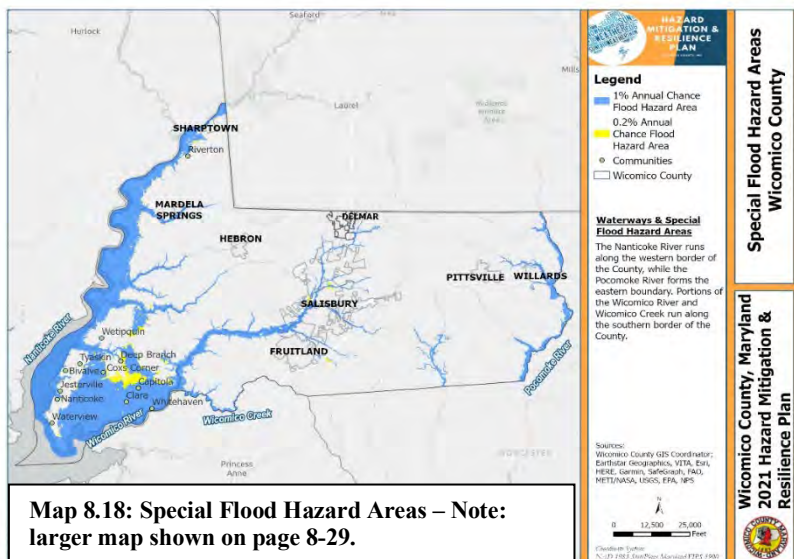 Seaford
Hurlock
Mills
Laurel
SHARPTOWN
Riverton
MARDELA
SPRINGS
DELMAR
HEBRON
PITTSVILLE
WILLARDS
SALISBURY
Nanticoke River
Wetipquin
FRUITLAND
Tyaskin
Deep Branch
Bivalve
Coxs Corner
Jesterville
Capitola
Nanticoke
Clara
Whitehaven
Waterview
Wicomico River
Wicomico Creek
Pocomoke River
Princess
Anne
WORCESTER
Map 8.18: Special Flood Hazard Areas – Note:
larger map shown on page 8-29.
HAZARD
MITIGATION &
RESILIENCE
PLAN
Legend
1% Annual Chance
Flood Hazard Area
0.2% Annual
Chance Flood
Hazard Area
Communities
Wicomico County
Waterways & Special
Flood Hazard Areas
The Nanticoke River runs
along the western border of
the County, while the
Pocomoke River forms the
eastern boundary. Portions of
the Wicomico River and
Wicomico Creek run along
the southern border of the
County.
Sources:
Wicomico County GIS Coordinator;
Earthstar Geographics, VITA, Esri,
HERE, Garmin, SafeGraph, FAO,
METI/NASA, USGS, EPA, NPS
N
0 12,500 25,000
Feet
Special Flood Hazard Areas
Wicomico County
Wicomico County, Maryland
2021 Hazard Mitigation &
Resilience Plan